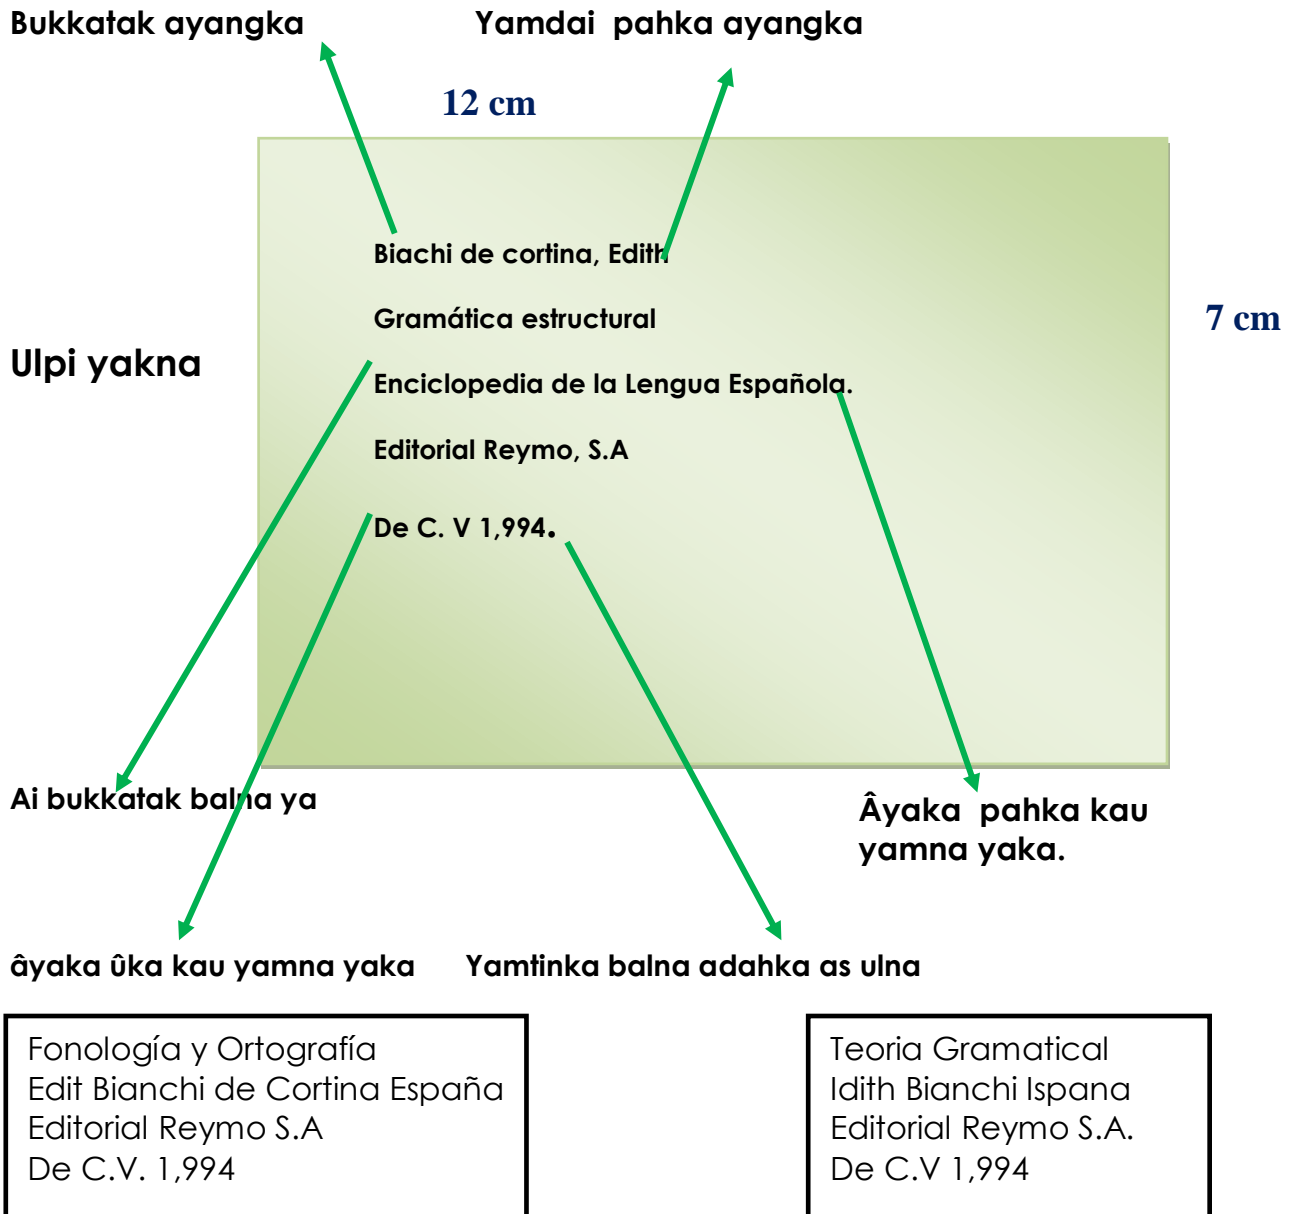 Bukkatak ayangka
Yamdai pahka ayangka
12 cm
Biachi de cortina, Edith
Gramática estructural
7 cm
Ulpi yakna
Enciclopedia de la Lengua Española.
Editorial Reymo, S.A
De C. V 1,994.
Ai bukkatak balna ya
Âyaka pahka kau
yamna yaka.
âyaka ûka kau yamna yaka
Yamtinka balna adahka as ulna
Fonología y Ortografía
Edit Bianchi de Cortina España
Editorial Reymo S.A
De C.V. 1,994
Teoria Gramatical
Idith Bianchi Ispana
Editorial Reymo S.A.
De C.V 1,994